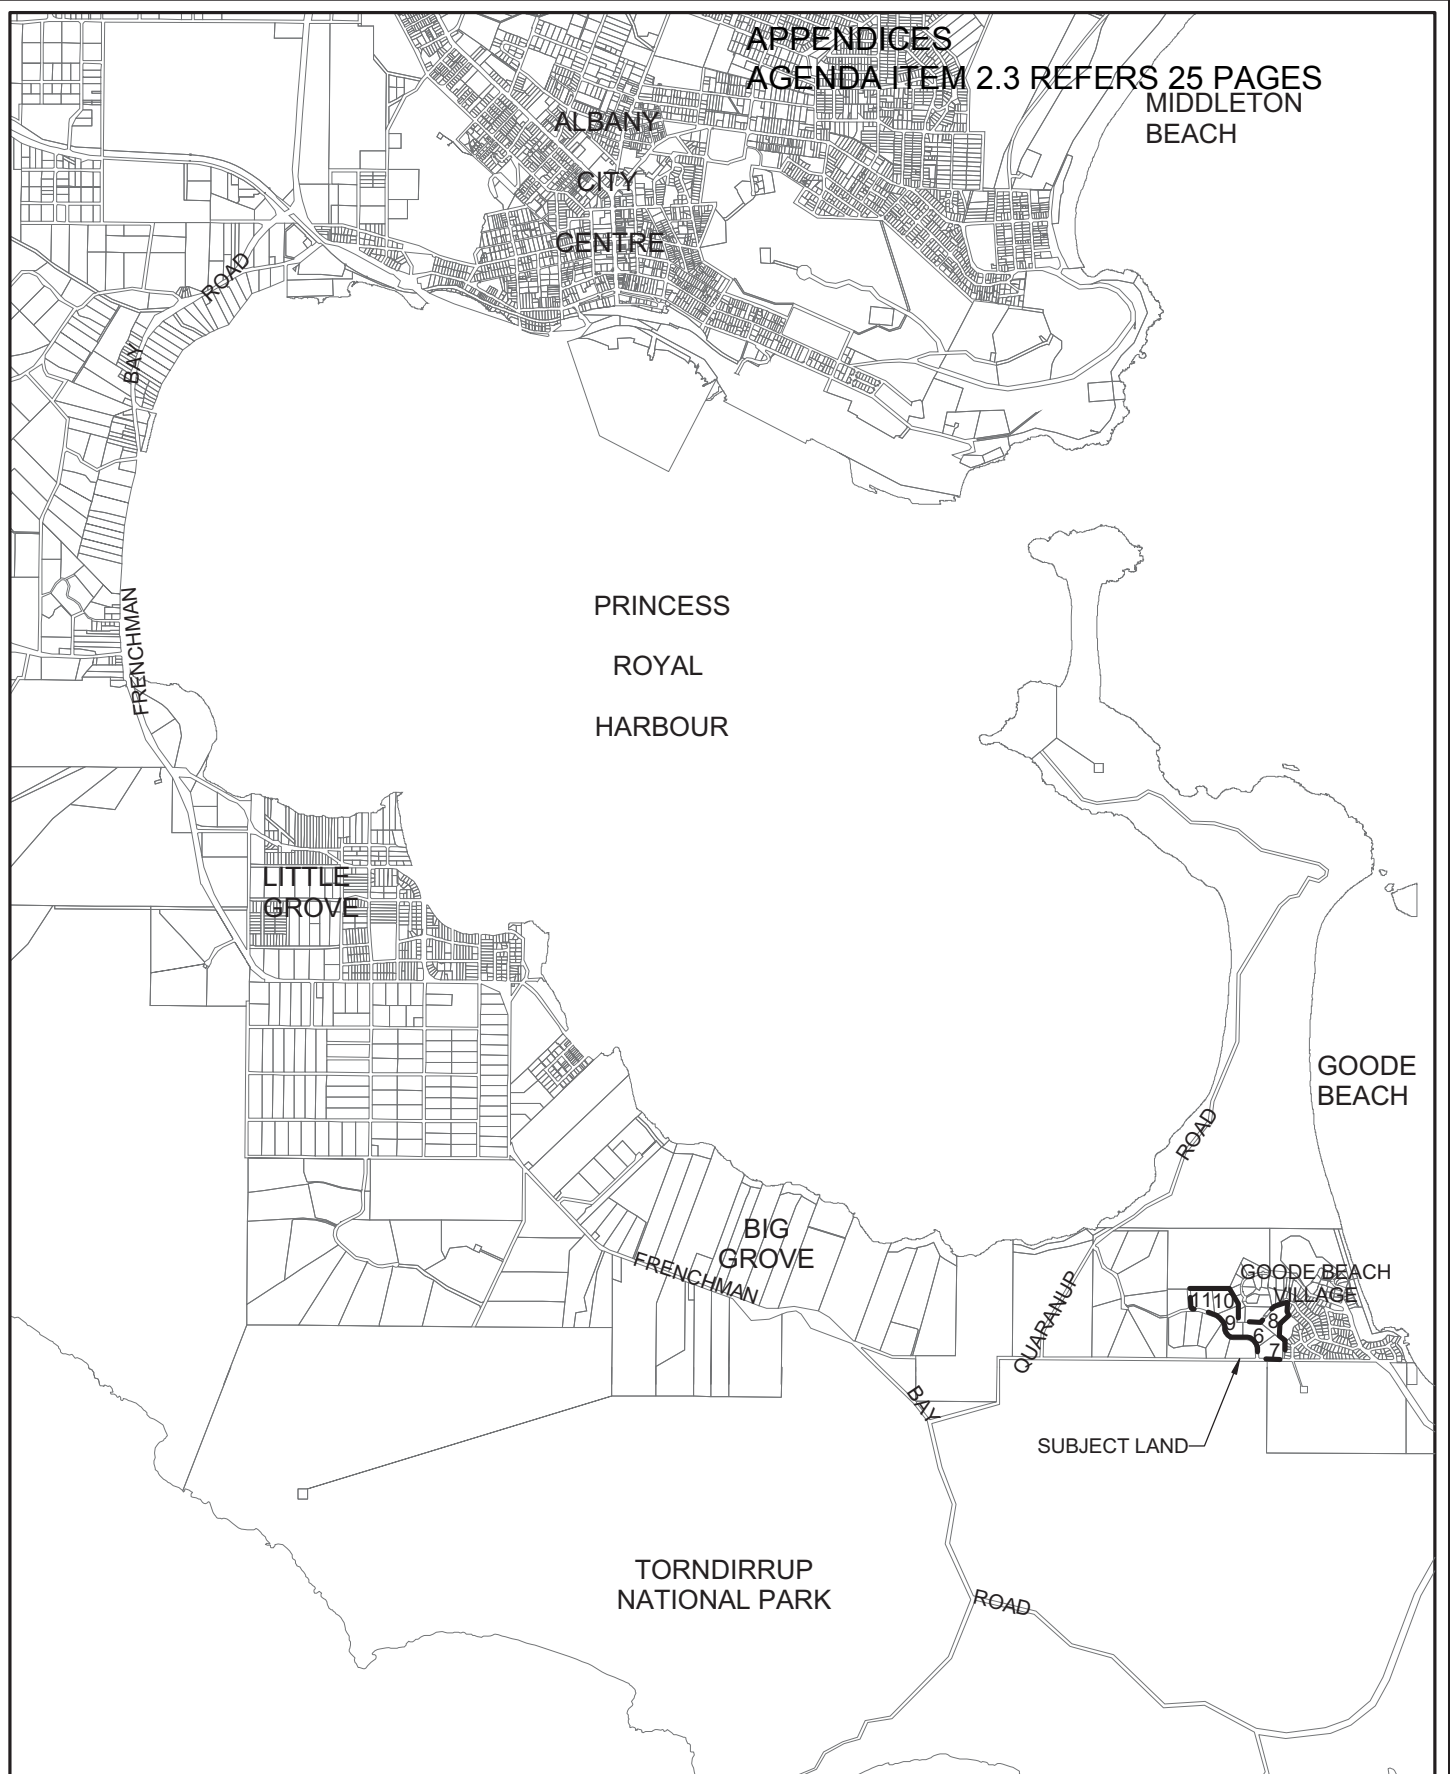 APPENDICES
AGENDA ITEM 2.3 REFERS 25 PAGES
MIDDLETON
BEACH
ALBANY
CITY
CENTRE
ROAD
BAY
FRENCHMAN
PRINCESS
ROYAL
HARBOUR
LITTLE
GROVE
GOODE
BEACH
ROAD
BIG
GROVE
FRENCHMAN
QUARANUP
GOODE BEACH
VILLAGE
11 10
9
8
6
7
BAY
SUBJECT LAND
TORNDIRRUP
NATIONAL PARK
ROAD